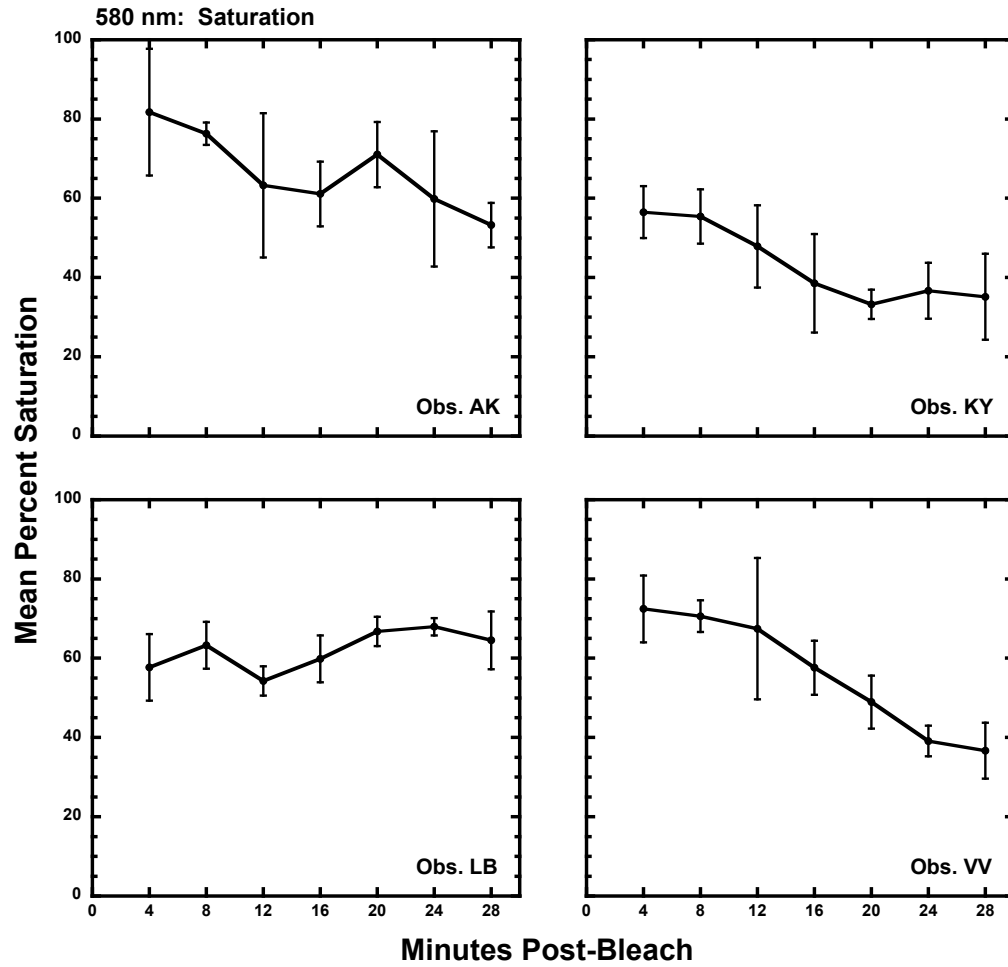 580 nm: Saturation
100
80
60
40
20
0
Obs. AK
Obs. KY
Mean Percent Saturation
100
80
60
40
20
0
Obs. LB
Obs. VV
0 4 8 12 16 20 24 28
0 4 8 12 16 20 24 28
Minutes Post-Bleach